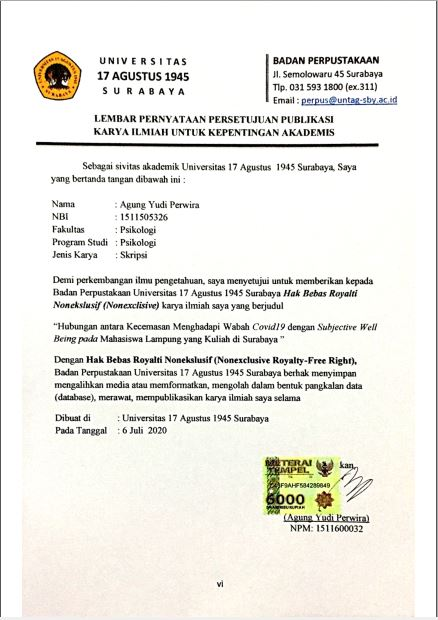 UNIVERSITAS
17 AGUSTUS 1945
SURABAYA
BADAN PERPUSTAKAAN
Jl. Semolowaru 45 Surabaya
Tlp. 031 593 1800 (ex.311)
Email : perpus@untag-sby.ac.id
LEMBAR PERNYATAAN PERSETUJUAN PUBLIKASI
KARYA ILMIAH UNTUK KEPENTINGAN AKADEMIS
Sebagai sivitas akademik Universitas 17 Agustus 1945 Surabaya, Saya
yang bertanda tangan dibawah ini :
Nama : Agung Yudi Perwira
NBI : 1511505326
Fakultas : Psikologi
Program Studi : Psikologi
Jenis Karya : Skripsi
Demi perkembangan ilmu pengetahuan, saya menyetujui untuk memberikan kepada
Badan Perpustakaan Universitas 17 Agustus 1945 Surabaya Hak Bebas Royalti
Nonekslusif (Nonexclisive) karya ilmiah saya yang berjudul
“Hubungan antara Kecemasan Menghadapi Wabah Covid19 dengan Subjective Well
Being pada Mahasiswa Lampung yang Kuliah di Surabaya ”
Dengan Hak Bebas Royalti Nonekslusif (Nonexclusive Royalty-Free Right),
Badan Perpustakaan Universitas 17 Agustus 1945 Surabaya berhak menyimpan
mengalihkan media atau memformatkan, mengolah dalam bentuk pangkalan data
(database), merawat, mempublikasikan karya ilmiah saya selama
Dibuat di : Universitas 17 Agustus 1945 Surabaya
Pada Tanggal : 6 Juli 2020
METERAI
TEMPEL
kan,
6000
(Agung Yudi Perwira)
NPM: 1511600032
vi